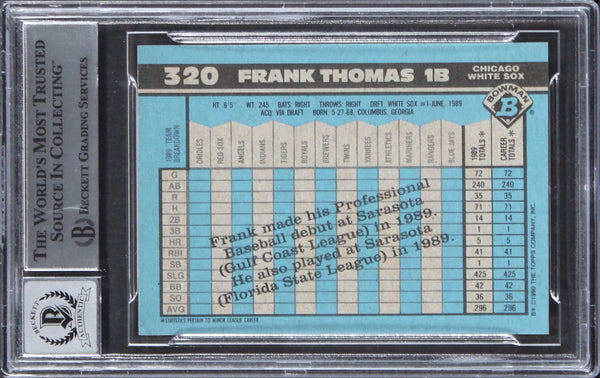 THE WORLD'S MOST TRUSTED
SOURCE IN COLLECTING™
BECKETT GRADING SERVICES
B
BECKETT
AUTHENTIC
320 FRANK THOMAS 1B
CHICAGO
WHITE SOX
BOWMAN
B
HT: 6'5" WT: 245 BATS: RIGHT THROWS: RIGHT DRFT: WHITE SOX #1-JUNE, 1989
ACQ: VIA DRAFT BORN: 5-27-68, COLUMBUS, GEORGIA
1989 TEAM BREAKDOWN ORIOLES RED SOX ANGELS INDIANS TIGERS ROYALS BREWERS TWINS YANKEES ATHLETICS MARINERS RANGERS BLUE JAYS 1989 TOTALS * CAREER TOTALS *
G 72 72
AB 240 240
R 35 35
H 71 71
2B 14 14
3B 1 1
HR 5 5
RBI 41 41
SB 5 5
SLG .425 .425
BB 42 42
SO 36 36
AVG .296 .296
Frank made his Professional
Baseball debut at Sarasota
(Gulf Coast League) in 1989.
He also played at Sarasota
(Florida State League) in 1989.
*STATISTICS PERTAIN TO MINOR LEAGUE CAREER.
B® ©1990 THE TOPPS COMPANY, INC.